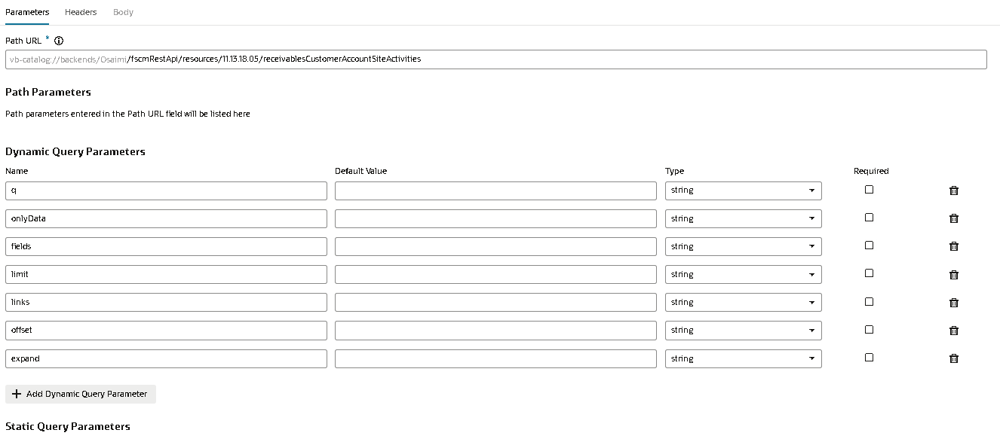 Parameters Headers Body
Path URL *
vb-catalog://backends/Osaimi/fscmRestApi/resources/11.13.18.05/receivablesCustomerAccountSiteActivities
Path Parameters
Path parameters entered in the Path URL field will be listed here
Dynamic Query Parameters
Name Default Value Type Required
q string
onlyData string
fields string
limit string
links string
offset string
expand string
+ Add Dynamic Query Parameter
Static Query Parameters